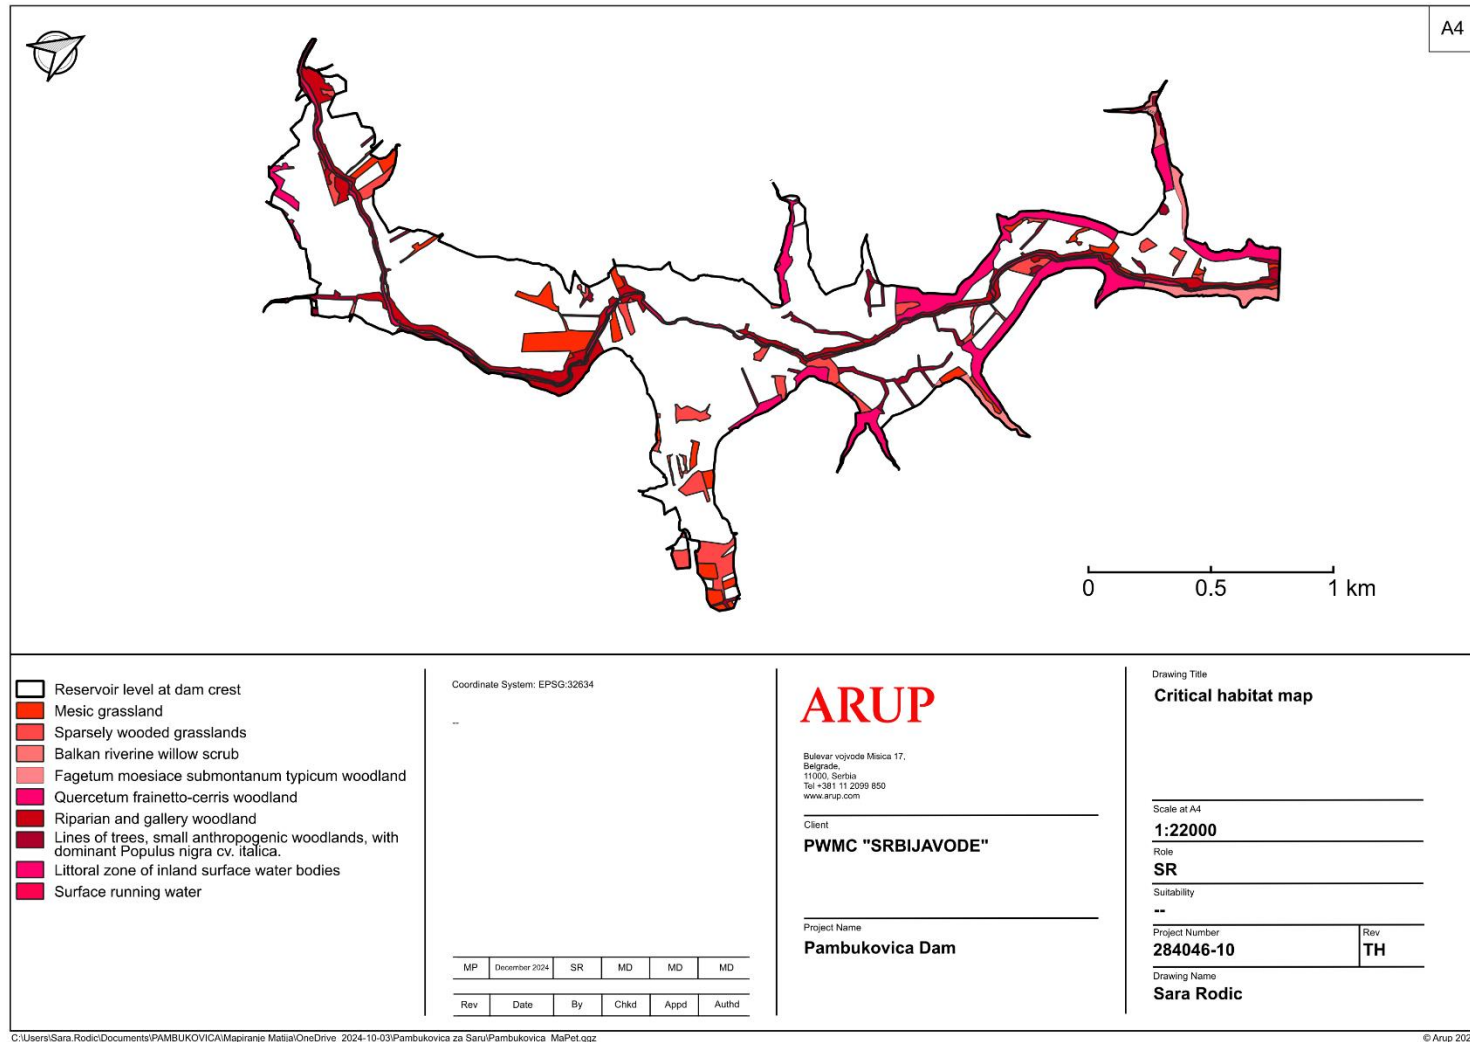 A4
0 0.5 1 km
Reservoir level at dam crest
Mesic grassland
Sparsely wooded grasslands
Balkan riverine willow scrub
Fagetum moesiace submontanum typicum woodland
Quercetum frainetto-cerris woodland
Riparian and gallery woodland
Lines of trees, small anthropogenic woodlands, with
dominant Populus nigra cv. italica.
Littoral zone of inland surface water bodies
Surface running water
Coordinate System: EPSG:32634
--
MP December 2024 SR MD MD MD
Rev Date By Chkd Appd Authd
ARUP
Bulevar vojvode Misica 17,
Belgrade,
11000, Serbia
Tel +381 11 2099 850
www.arup.com
Client
PWMC "SRBIJAVODE"
Project Name
Pambukovica Dam
Drawing Title
Critical habitat map
Scale at A4
1:22000
Role
SR
Suitability
--
Project Number Rev
284046-10 TH
Drawing Name
Sara Rodic
C:\Users\Sara.Rodic\Documents\PAMBUKOVICA\Mapiranje Matija\OneDrive_2024-10-03\Pambukovica za Saru\Pambukovica_MaPet.qgz
© Arup 202